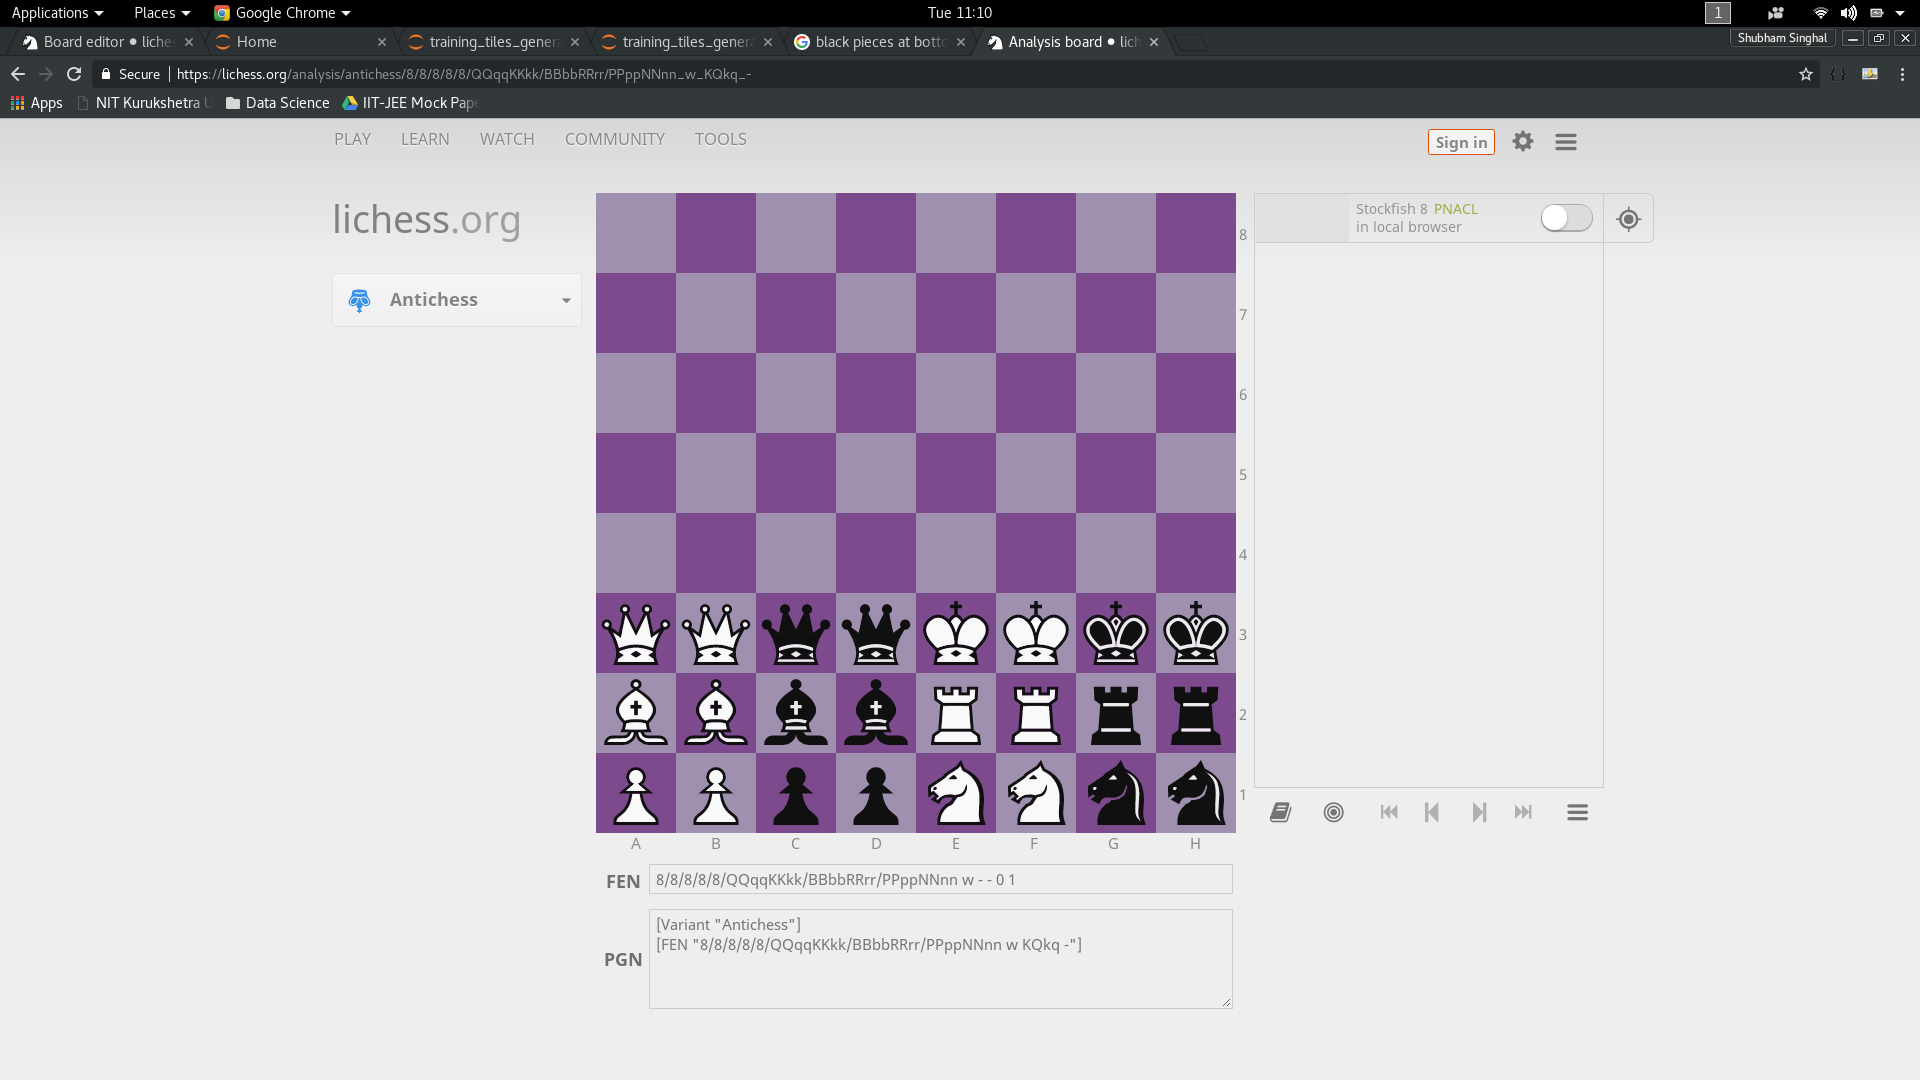 Applications Places Google Chrome Tue 11:10 1
Board editor • liche Home training_tiles_genera training_tiles_genera black pieces at botto Analysis board • lich Shubham Singhal
Secure https://lichess.org/analysis/antichess/8/8/8/8/8/QQqqKKkk/BBbbRRrr/PPppNNnn_w_KQkq_-
Apps NIT Kurukshetra U Data Science IIT-JEE Mock Pape
PLAY LEARN WATCH COMMUNITY TOOLS Sign in
lichess.org
Stockfish 8 PNACL
in local browser
Antichess
8
7
6
5
4
3
2
1
A B C D E F G H
FEN 8/8/8/8/8/QQqqKKkk/BBbbRRrr/PPppNNnn w - - 0 1
[Variant "Antichess"]
[FEN "8/8/8/8/8/QQqqKKkk/BBbbRRrr/PPppNNnn w KQkq -"]
PGN